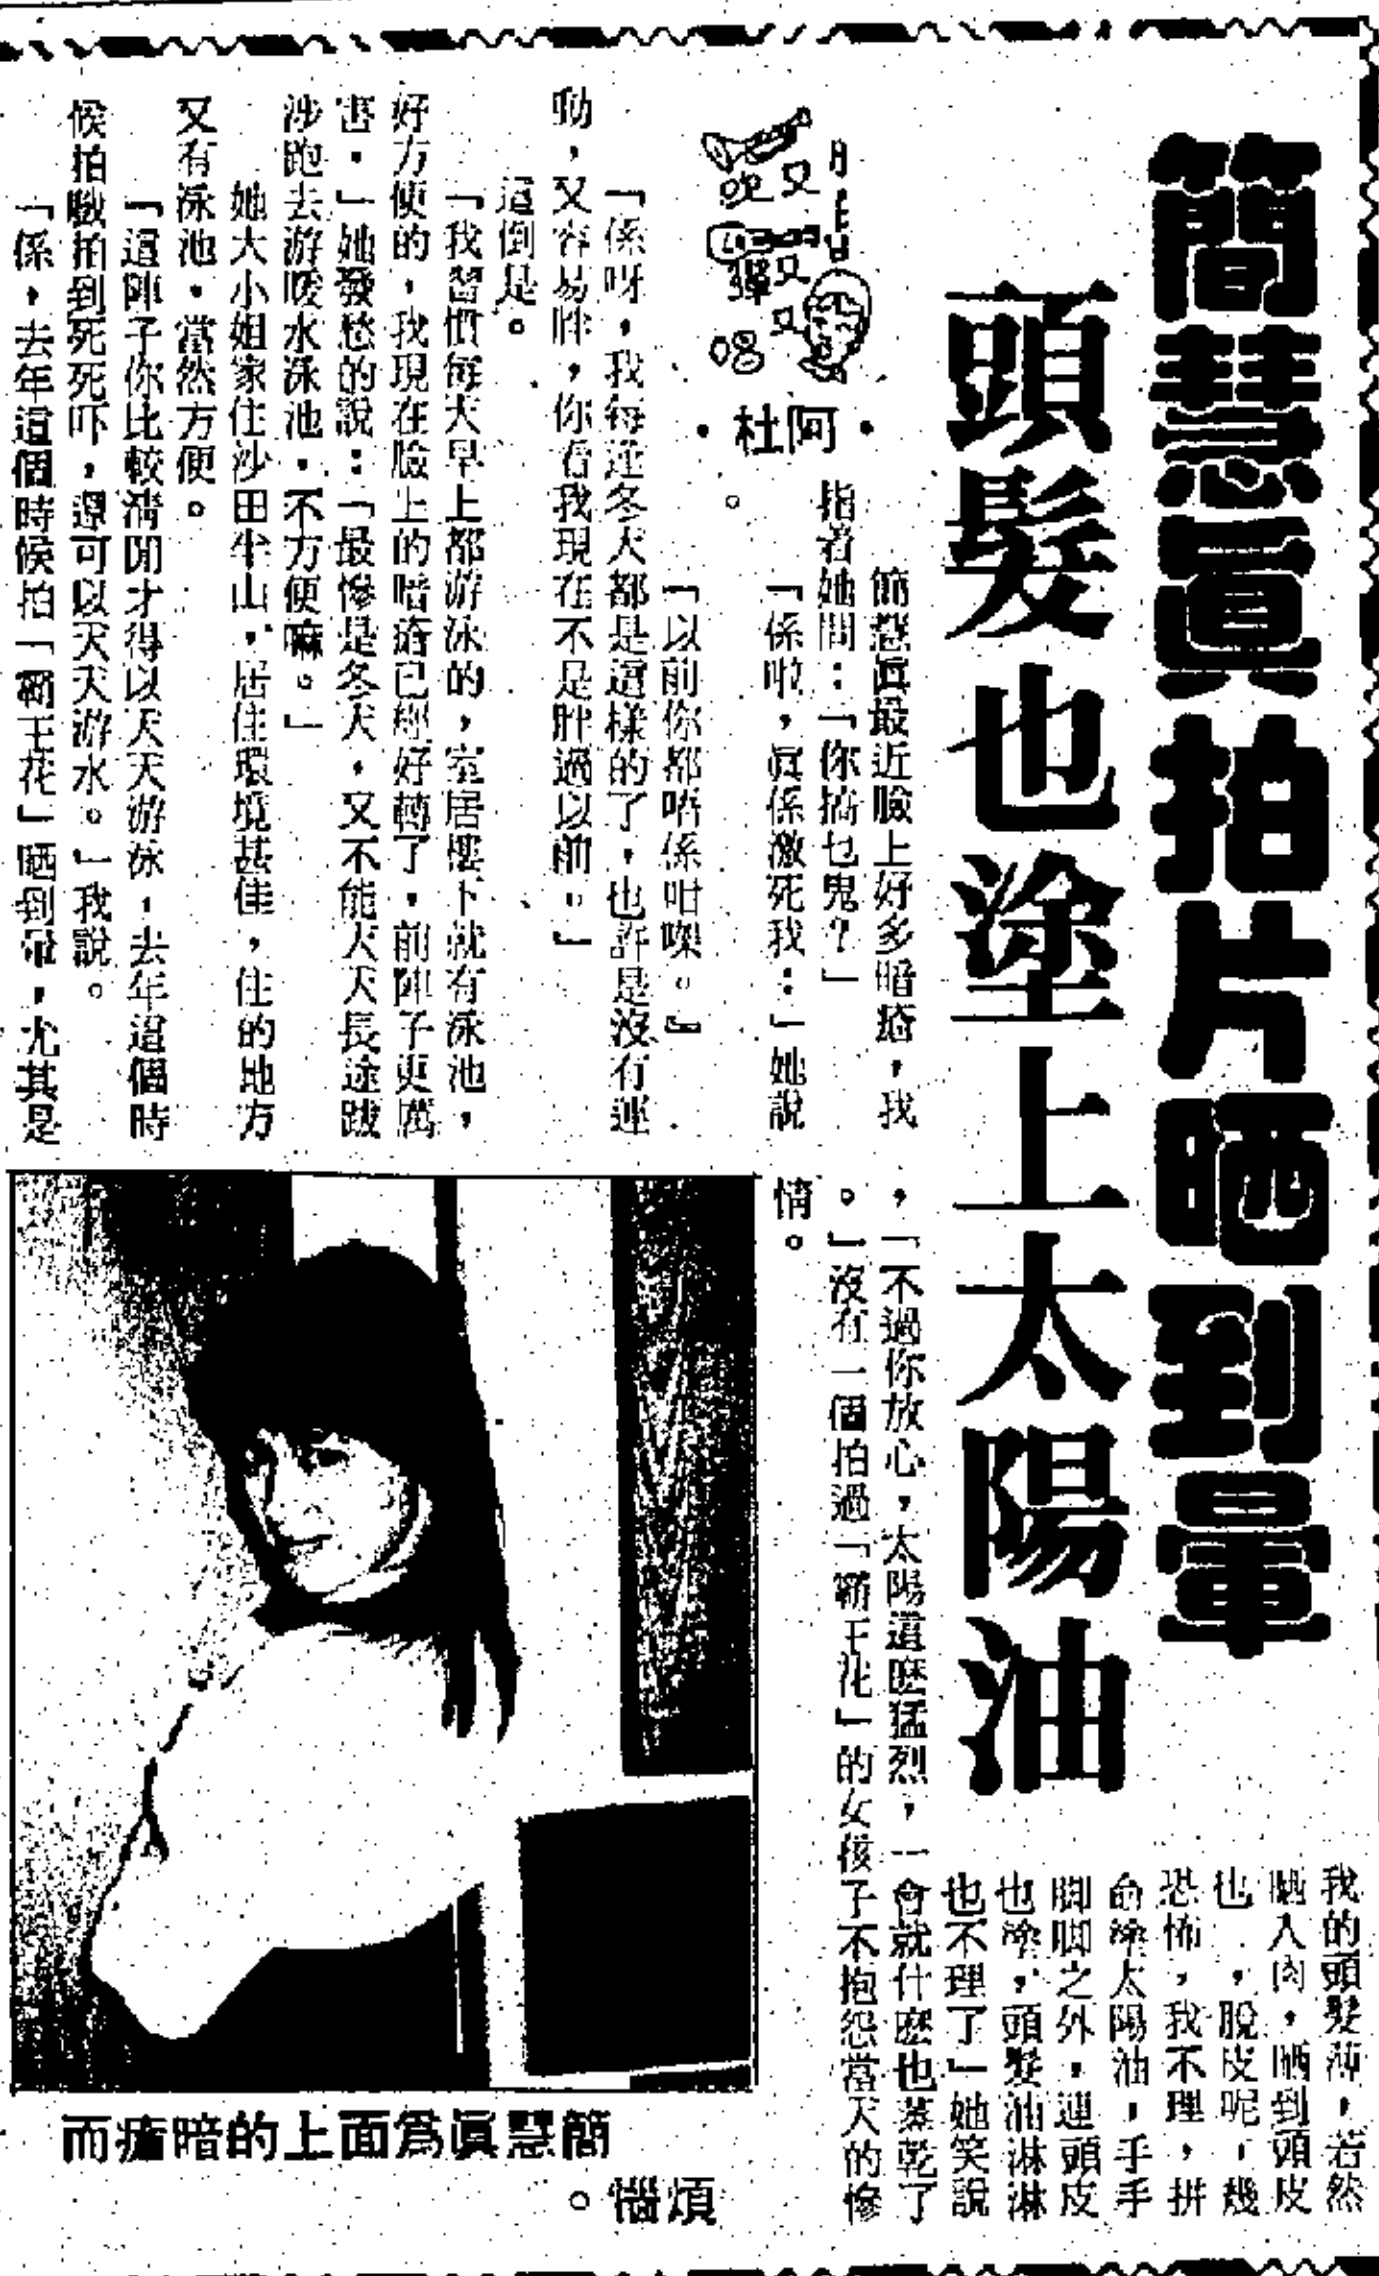 簡慧眞拍片晒到暈
頭髮也塗上太陽油
又吹
又彈
又唱
・阿杜・
簡慧眞最近臉上好多暗瘡，我
指着她問：「你搞乜鬼？」
「係啦，眞係激死我：」她說
。
「以前你都唔係咁㗎。』
「係呀，我每逢冬天都是這樣的了，也許是沒有運
動，又容易胖，你看我現在不是胖過以前。」
這倒是。
「我習慣每天早上都游泳的，室居樓下就有泳池，
好方便的，我現在臉上的暗瘡已經好轉了，前陣子更厲
害。」她發愁的說：「最慘是冬天，又不能天天長途跋
涉跑去游暖水泳池，不方便嘛。」
她大小姐家住沙田半山，居住環境甚佳，住的地方
又有泳池，當然方便。
「這陣子你比較清閒才得以天天游泳，去年這個時
候拍戲拍到死死吓，還可以天天游水。」我說。
「係，去年這個時候拍「霸王花」晒到暈，尤其是
我的頭髮薄，若然
晒入肉，晒到頭皮
也，脫皮呢，幾
恐怖，我不理，拼
命塗太陽油，手手
脚脚之外，連頭皮
也塗，頭髮油淋淋
也不理了」她笑說
，「不過你放心，太陽這麽猛烈，一會就什麽也蒸乾了
。」沒有一個拍過「霸王花」的女孩子不抱怨當天的慘
情。
簡慧眞爲面上的暗瘡而
煩惱。